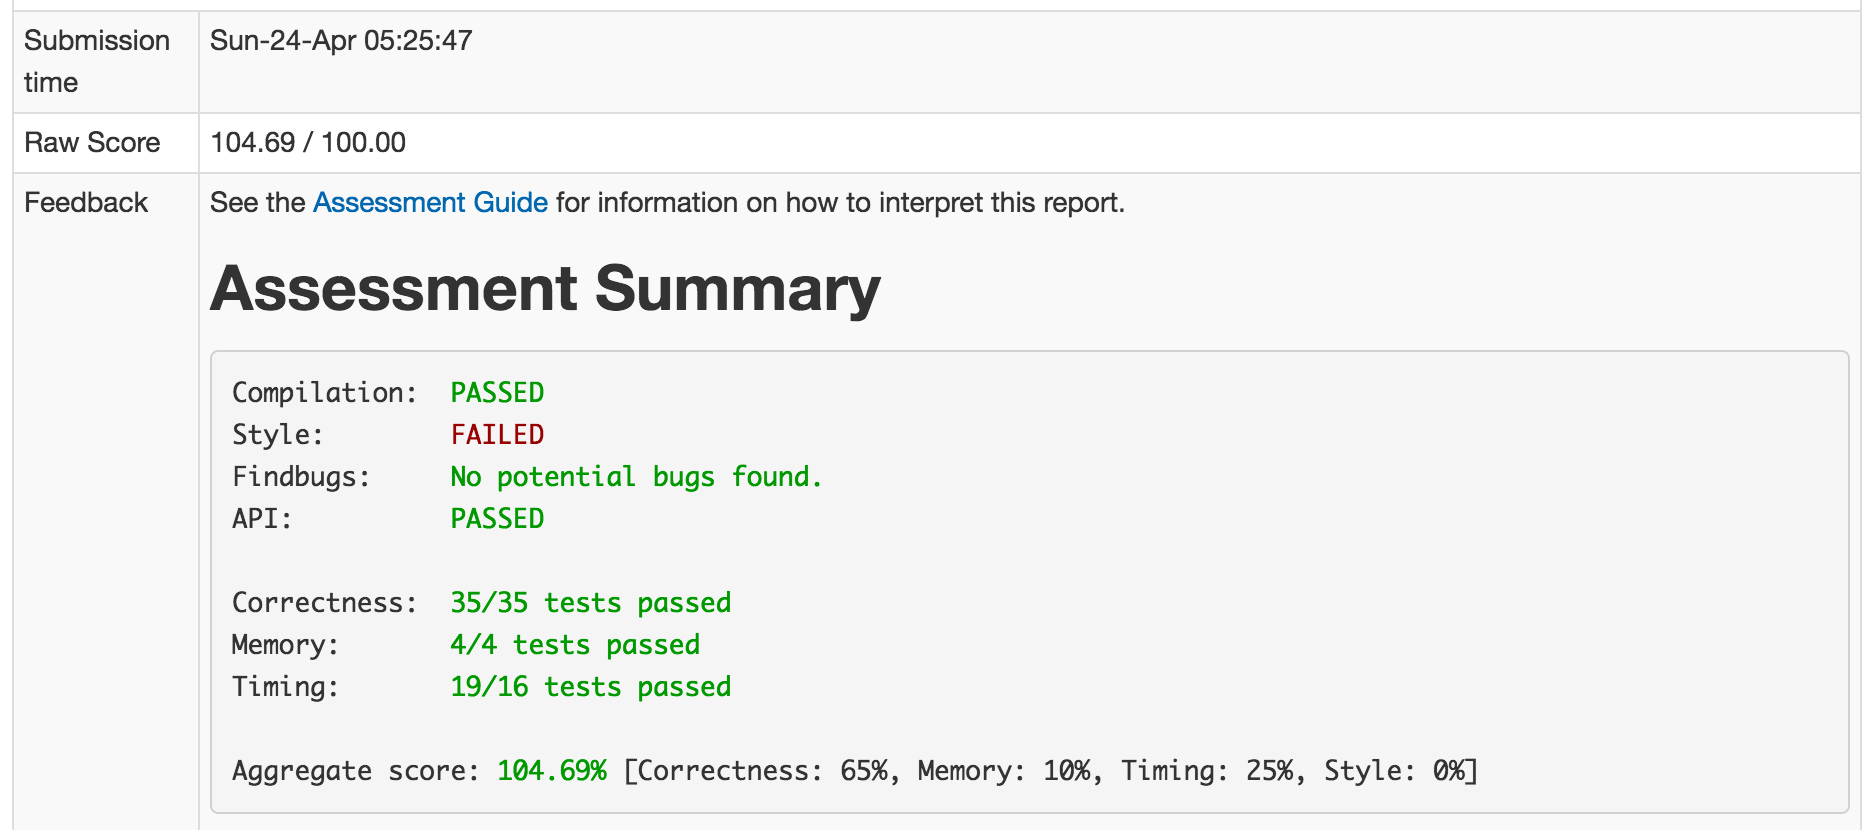 Submission time
Sun-24-Apr 05:25:47
Raw Score
104.69 / 100.00
Feedback
See the Assessment Guide for information on how to interpret this report.
Assessment Summary
Compilation:  PASSED
Style:        FAILED
Findbugs:     No potential bugs found.
API:          PASSED
Correctness:  35/35 tests passed
Memory:       4/4 tests passed
Timing:       19/16 tests passed
Aggregate score: 104.69% [Correctness: 65%, Memory: 10%, Timing: 25%, Style: 0%]